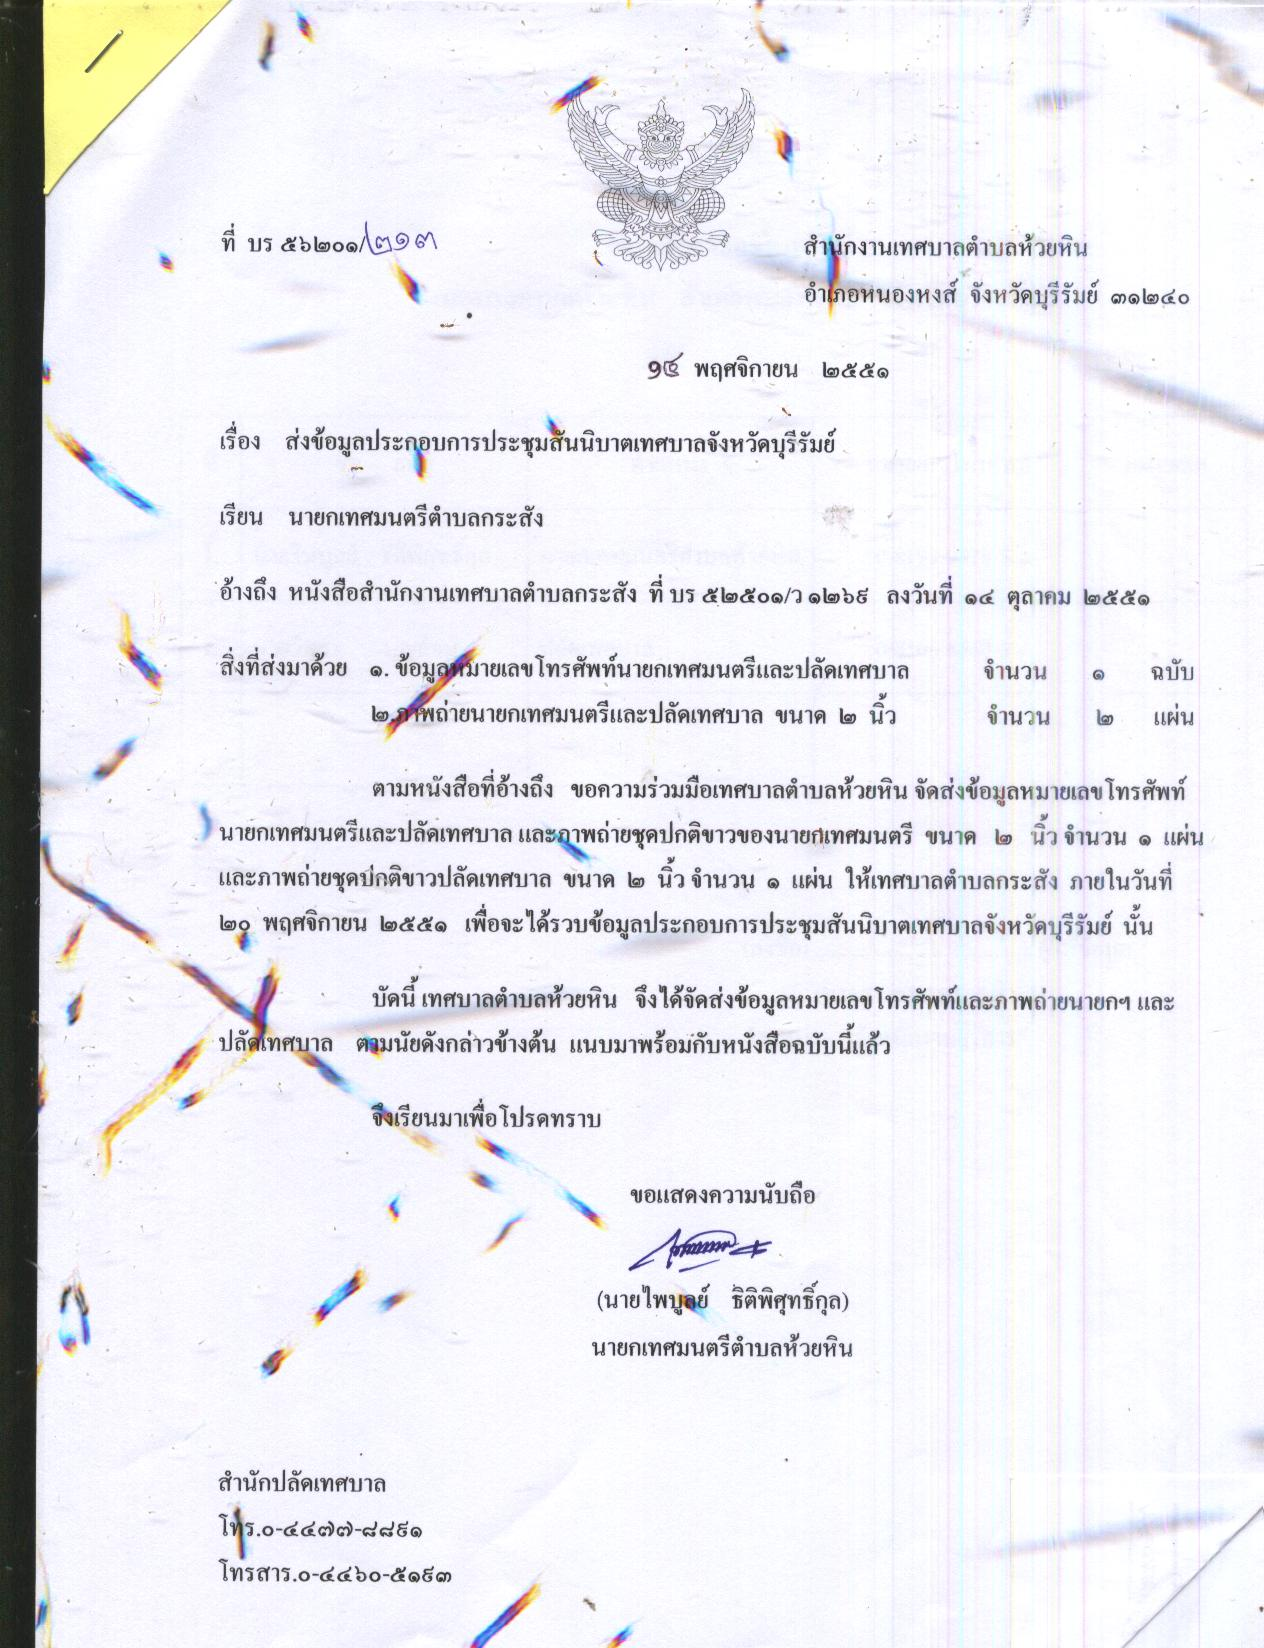 ที่ บร ๕๖๒๐๑/๒๑๓
สำนักงานเทศบาลตำบลห้วยหิน
อำเภอหนองหงส์ จังหวัดบุรีรัมย์ ๓๑๒๔๐
๑๔ พฤศจิกายน ๒๕๕๑
เรื่อง ส่งข้อมูลประกอบการประชุมสันนิบาตเทศบาลจังหวัดบุรีรัมย์
เรียน นายกเทศมนตรีตำบลกระสัง
อ้างถึง หนังสือสำนักงานเทศบาลตำบลกระสัง ที่ บร ๕๒๕๐๑/ว ๑๒๖๙ ลงวันที่ ๑๔ ตุลาคม ๒๕๕๑
สิ่งที่ส่งมาด้วย ๑. ข้อมูลหมายเลขโทรศัพท์นายกเทศมนตรีและปลัดเทศบาล จำนวน ๑ ฉบับ
๒.ภาพถ่ายนายกเทศมนตรีและปลัดเทศบาล ขนาด ๒ นิ้ว จำนวน ๒ แผ่น
ตามหนังสือที่อ้างถึง ขอความร่วมมือเทศบาลตำบลห้วยหิน จัดส่งข้อมูลหมายเลขโทรศัพท์
นายกเทศมนตรีและปลัดเทศบาล และภาพถ่ายชุดปกติขาวของนายกเทศมนตรี ขนาด ๒ นิ้ว จำนวน ๑ แผ่น
และภาพถ่ายชุดปกติขาวปลัดเทศบาล ขนาด ๒ นิ้ว จำนวน ๑ แผ่น ให้เทศบาลตำบลกระสัง ภายในวันที่
๒๐ พฤศจิกายน ๒๕๕๑ เพื่อจะได้รวบข้อมูลประกอบการประชุมสันนิบาตเทศบาลจังหวัดบุรีรัมย์ นั้น
บัดนี้ เทศบาลตำบลห้วยหิน จึงได้จัดส่งข้อมูลหมายเลขโทรศัพท์และภาพถ่ายนายกฯ และ
ปลัดเทศบาล ตามนัยดังกล่าวข้างต้น แนบมาพร้อมกับหนังสือฉบับนี้แล้ว
จึงเรียนมาเพื่อโปรดทราบ
ขอแสดงความนับถือ
(นายไพบูลย์ ธิติพิศุทธิ์กุล)
นายกเทศมนตรีตำบลห้วยหิน
สำนักปลัดเทศบาล
โทร.๐-๔๔๗๗-๘๘๙๑
โทรสาร.๐-๔๔๖๐-๕๑๙๓